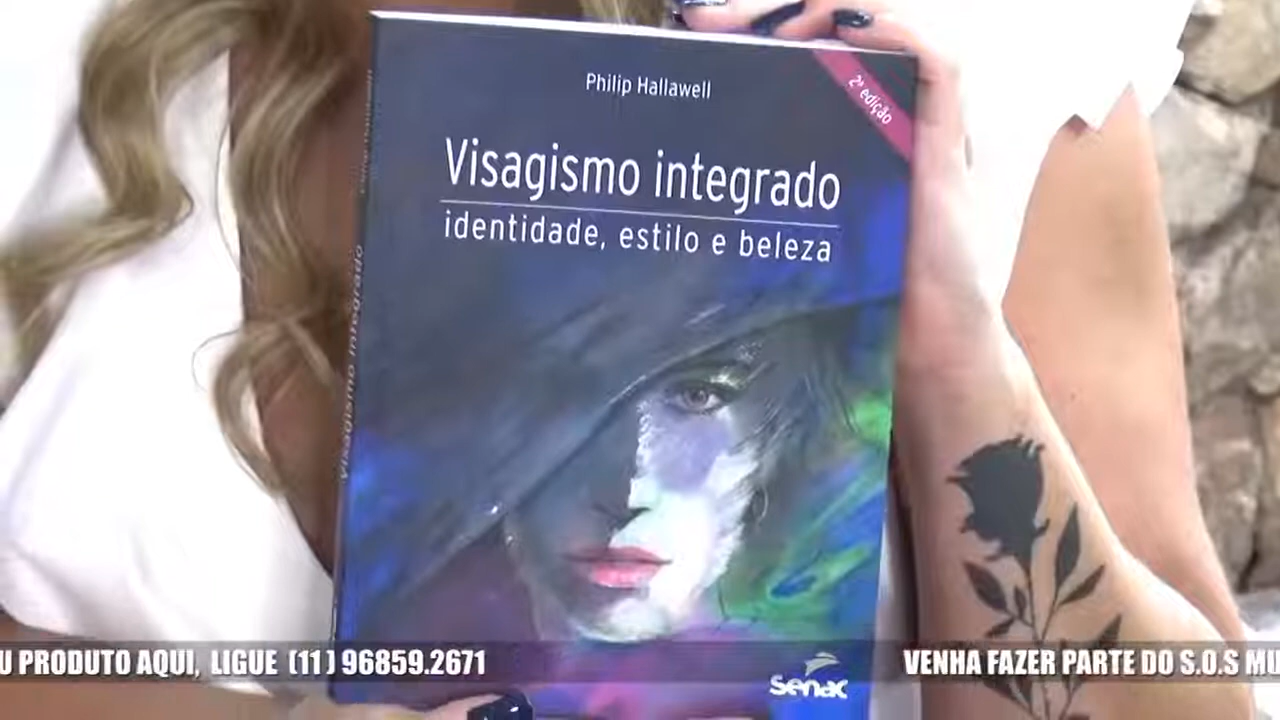 Philip Hallawell
2ª edição
Visagismo integrado
identidade, estilo e beleza
Visagismo integrado
senac
U PRODUTO AQUI, LIGUE (11) 96859.2671
VENHA FAZER PARTE DO S.O.S MU